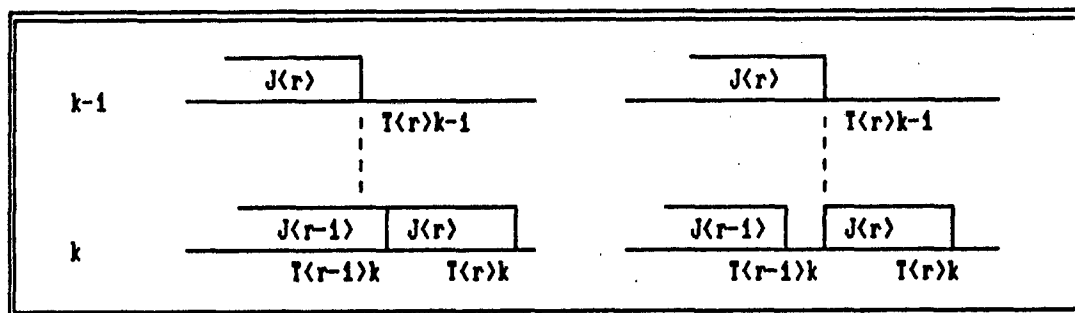 J<r> J<r>
k-1
T<r>k-1 T<r>k-1
J<r-1> J<r> J<r-1> J<r>
k
T<r-1>k T<r>k T<r-1>k T<r>k